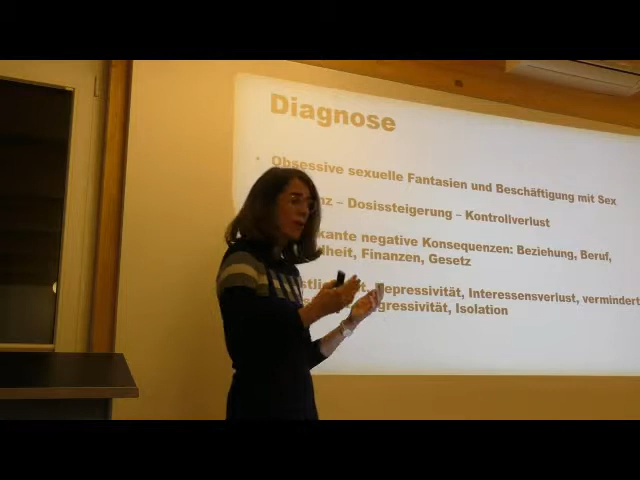 Diagnose
• Obsessive sexuelle Fantasien und Beschäftigung mit Sex
nz – Dosissteigerung – Kontrollverlust
kante negative Konsequenzen: Beziehung, Beruf,
dheit, Finanzen, Gesetz
Depressivität, Interessensverlust, vermindert
gressivität, Isolation